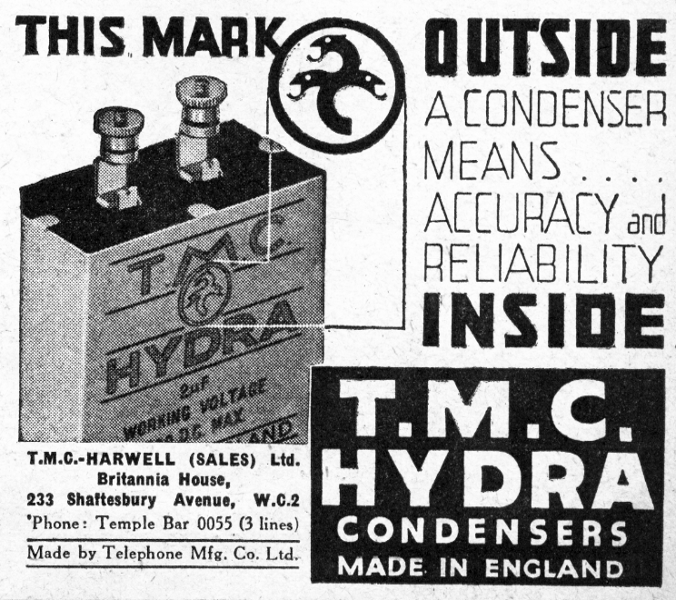 THIS MARK
OUTSIDE
A CONDENSER
MEANS ....
ACCURACY and
RELIABILITY
INSIDE
T.M.C.
HYDRA
2µF
WORKING VOLTAGE
D.C. MAX.
T.M.C.-HARWELL (SALES) Ltd.
Britannia House,
233 Shaftesbury Avenue, W.C.2
'Phone: Temple Bar 0055 (3 lines)
Made by Telephone Mfg. Co. Ltd.
T.M.C.
HYDRA
CONDENSERS
MADE IN ENGLAND